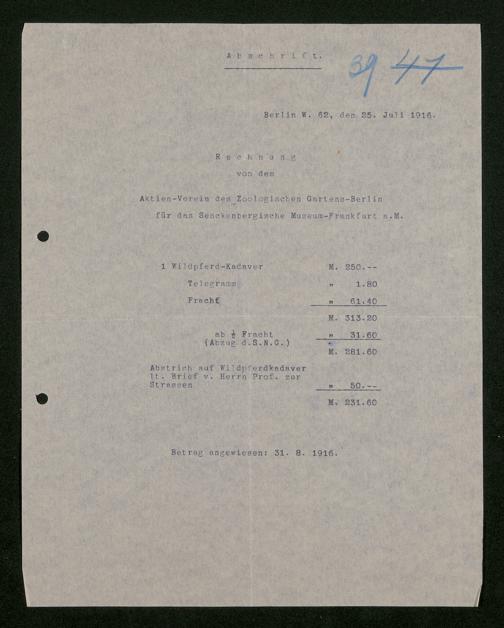 Abschrift.
39 47
Berlin W. 62, den 25. Juli 1916.
Rechnung
von dem
Aktien-Verein des Zoologischen Gartens-Berlin
für das Senckenbergische Museum-Frankfurt a.M.
1 Wildpferd-Kadaver M. 250.--
Telegramm " 1.80
Fracht " 61.40
M. 313.20
ab ½ Fracht " 31.60
(Abzug d.S.N.G.)
M. 281.60
Abstrich auf Wildpferdkadaver
lt. Brief v. Herrn Prof. zur
Strassen " 50.--
M. 231.60
Betrag angewiesen: 31. 8. 1916.